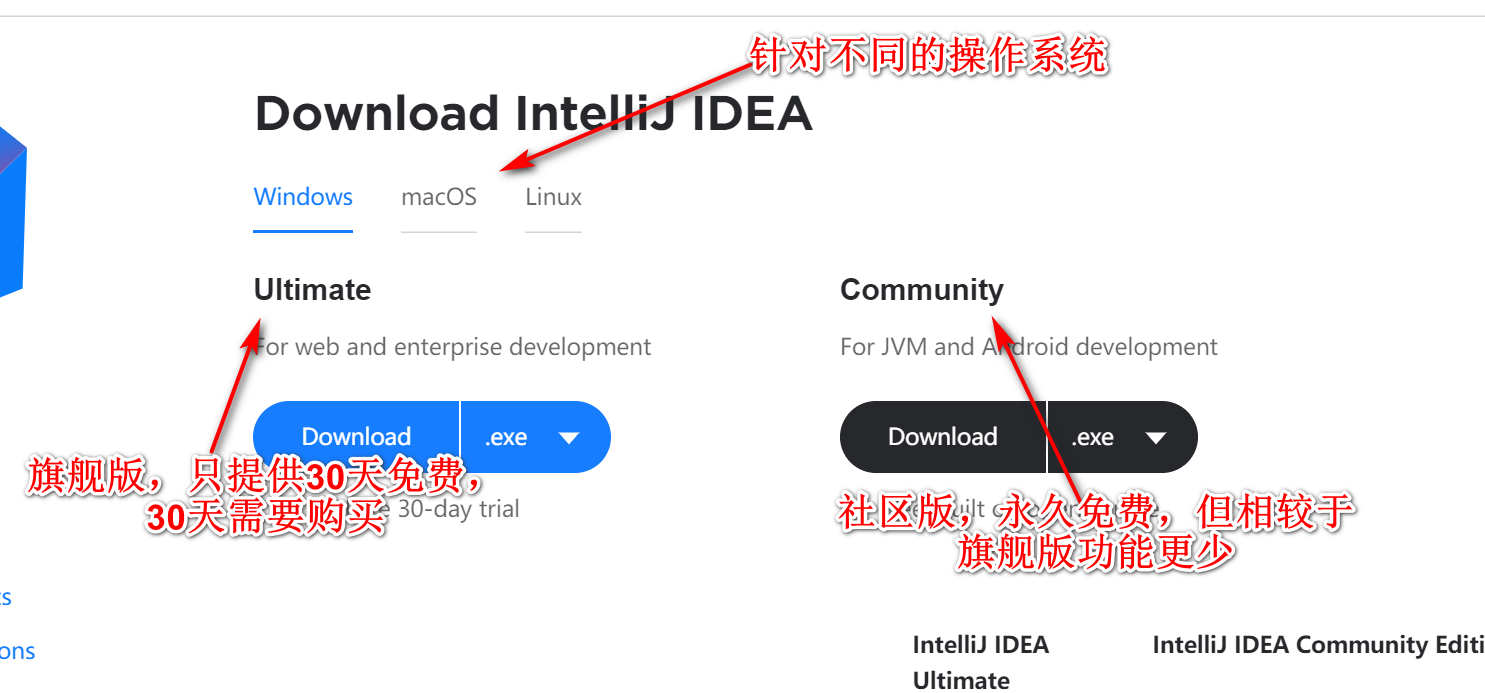 针对不同的操作系统
Download IntelliJ IDEA
Windows macOS Linux
Ultimate
For web and enterprise development
Download .exe
旗舰版，只提供30天免费，
30天需要购买
30-day trial
Community
For JVM and Android development
Download .exe
社区版，永久免费，但相较于
旗舰版功能更少
ons
IntelliJ IDEA
Ultimate
IntelliJ IDEA Community Editi